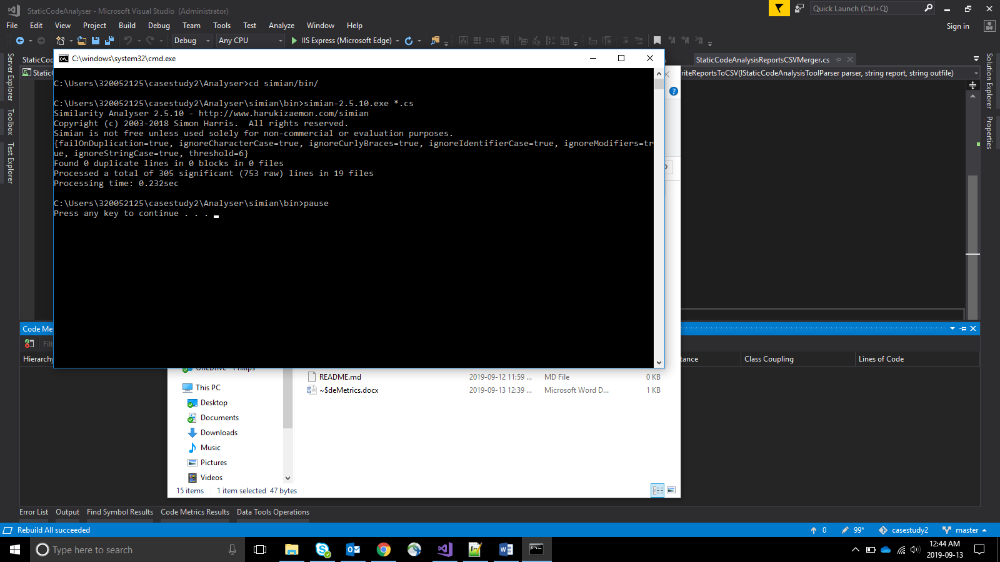 StaticCodeAnalyser - Microsoft Visual Studio (Administrator)
Quick Launch (Ctrl+Q)
File Edit View Project Build Debug Team Tools Test Analyze Window Help
Sign in
Debug Any CPU IIS Express (Microsoft Edge)
StaticCod
StaticCodeAnalysisReportsCSVMerger.cs
StaticC
riteReportsToCSV(IStaticCodeAnalysisToolParser parser, string report, string outfile)
Server Explorer
Toolbox
Test Explorer
Solution Explorer
Properties
C:\windows\system32\cmd.exe
C:\Users\320052125\casestudy2\Analyser>cd simian/bin/
C:\Users\320052125\casestudy2\Analyser\simian\bin>simian-2.5.10.exe *.cs
Similarity Analyser 2.5.10 - http://www.harukizaemon.com/simian
Copyright (c) 2003-2018 Simon Harris.  All rights reserved.
Simian is not free unless used solely for non-commercial or evaluation purposes.
{failOnDuplication=true, ignoreCharacterCase=true, ignoreCurlyBraces=true, ignoreIdentifierCase=true, ignoreModifiers=tr
ue, ignoreStringCase=true, threshold=6}
Found 0 duplicate lines in 0 blocks in 0 files
Processed a total of 305 significant (753 raw) lines in 19 files
Processing time: 0.232sec
C:\Users\320052125\casestudy2\Analyser\simian\bin>pause
Press any key to continue . . .
Code Me
Filt
Hierarchy
tance Class Coupling Lines of Code
OneDrive - Philips
This PC
Desktop
Documents
Downloads
Music
Pictures
Videos
README.md 2019-09-12 11:59 ... MD File 0 KB
~$deMetrics.docx 2019-09-13 12:39 ... Microsoft Word D... 1 KB
15 items 1 item selected 47 bytes
Error List Output Find Symbol Results Code Metrics Results Data Tools Operations
Rebuild All succeeded
0 99* casestudy2 master
Type here to search
12:44 AM
2019-09-13